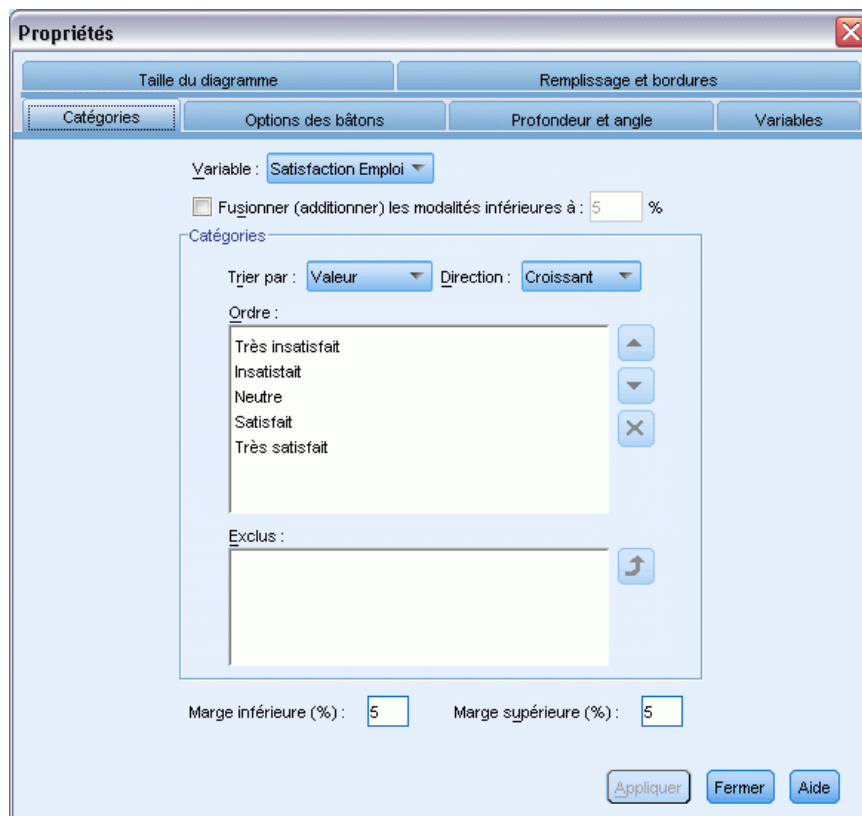 Propriétés
Taille du diagramme Remplissage et bordures
Catégories Options des bâtons Profondeur et angle Variables
Variable : Satisfaction Emploi
Fusionner (additionner) les modalités inférieures à : 5 %
Catégories
Trier par : Valeur Direction : Croissant
Ordre :
Très insatisfait
Insatistait
Neutre
Satisfait
Très satisfait
Exclus :
Marge inférieure (%) : 5 Marge supérieure (%) : 5
Appliquer Fermer Aide